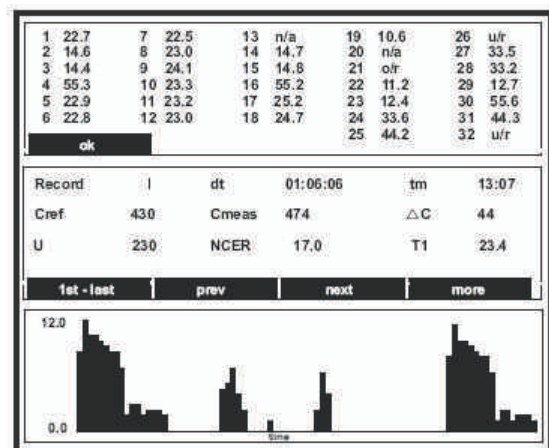 1 22.7 7 22.5 13 n/a 19 10.6 26 u/r
2 14.6 8 23.0 14 14.7 20 n/a 27 33.5
3 14.4 9 24.1 15 14.8 21 o/r 28 33.2
4 55.3 10 23.3 16 55.2 22 11.2 29 12.7
5 22.9 11 23.2 17 25.2 23 12.4 30 55.6
6 22.8 12 23.0 18 24.7 24 33.6 31 44.3
25 44.2 32 u/r
ok
Record I dt 01:06:06 tm 13:07
Cref 430 Cmeas 474 △C 44
U 230 NCER 17.0 T1 23.4
1st - last prev next more
12.0
0.0
time